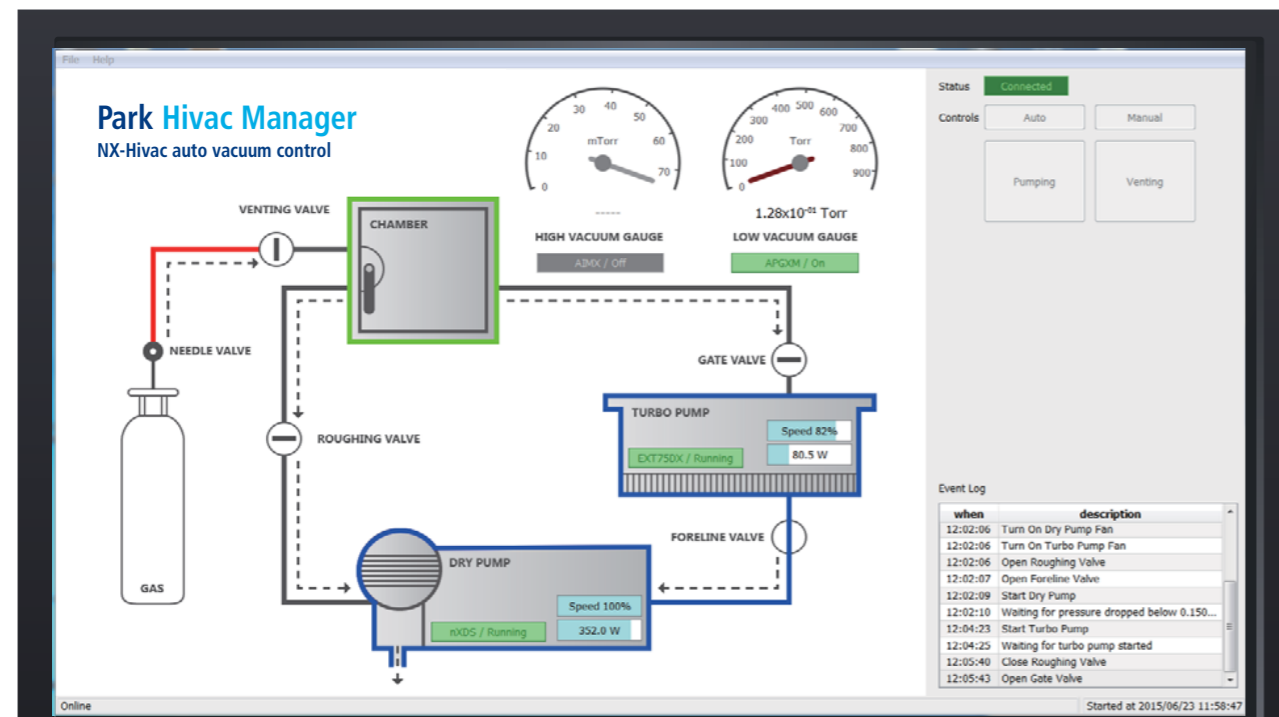 File Help
Park Hivac Manager
NX-Hivac auto vacuum control
0 10 20 30 40 50 60 70
mTorr
-----
HIGH VACUUM GAUGE
AIMX / Off
0 100 200 300 400 500 600 700 800 900
Torr
1.28x10⁻⁰¹ Torr
LOW VACUUM GAUGE
APGXM / On
Status Connected
Controls Auto Manual
Pumping Venting
VENTING VALVE
CHAMBER
NEEDLE VALVE
GATE VALVE
TURBO PUMP
Speed 82%
EXT75DX / Running
80.5 W
ROUGHING VALVE
FORELINE VALVE
DRY PUMP
Speed 100%
nXDS / Running
352.0 W
GAS
Event Log
when description
12:02:06 Turn On Dry Pump Fan
12:02:06 Turn On Turbo Pump Fan
12:02:06 Open Roughing Valve
12:02:07 Open Foreline Valve
12:02:09 Start Dry Pump
12:02:10 Waiting for pressure dropped below 0.150...
12:04:23 Start Turbo Pump
12:04:25 Waiting for turbo pump started
12:05:40 Close Roughing Valve
12:05:43 Open Gate Valve
Online
Started at 2015/06/23 11:58:47